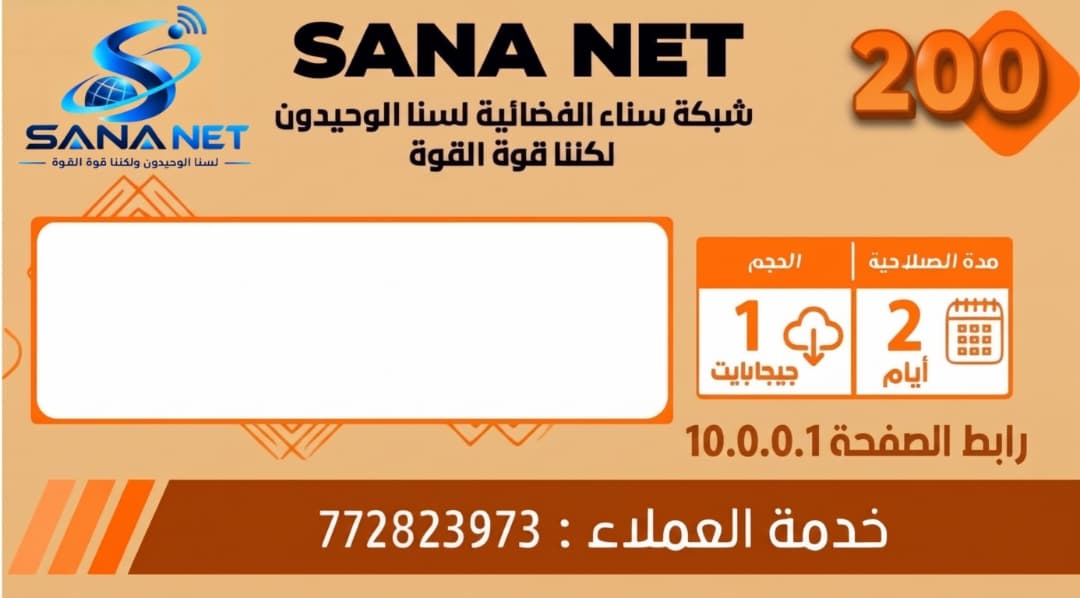 SANA NET
لسنا الوحيدون ولكننا قوة القوة
SANA NET
شبكة سناء الفضائية لسنا الوحيدون
لكننا قوة القوة
200
مدة الصلاحية
الحجم
2
أيام
1
جيجابايت
رابط الصفحة 10.0.0.1
خدمة العملاء : 772823973